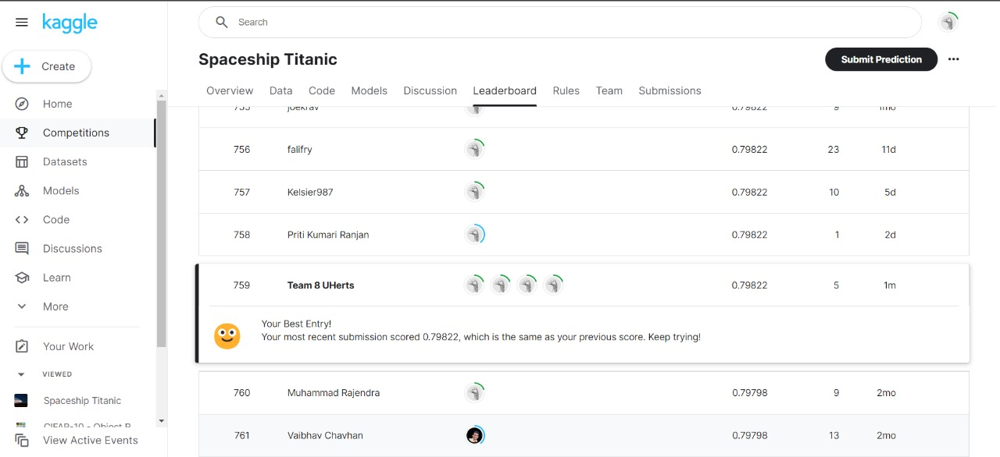 kaggle
Search
Create
Home
Competitions
Datasets
Models
Code
Discussions
Learn
More
Your Work
VIEWED
Spaceship Titanic
View Active Events
Spaceship Titanic
Submit Prediction
Overview Data Code Models Discussion Leaderboard Rules Team Submissions
755 joekrav 0.79822 9 1mo
756 falifry 0.79822 23 11d
757 Kelsier987 0.79822 10 5d
758 Priti Kumari Ranjan 0.79822 1 2d
759 Team 8 UHerts 0.79822 5 1m
Your Best Entry!
Your most recent submission scored 0.79822, which is the same as your previous score. Keep trying!
760 Muhammad Rajendra 0.79798 9 2mo
761 Vaibhav Chavhan 0.79798 13 2mo